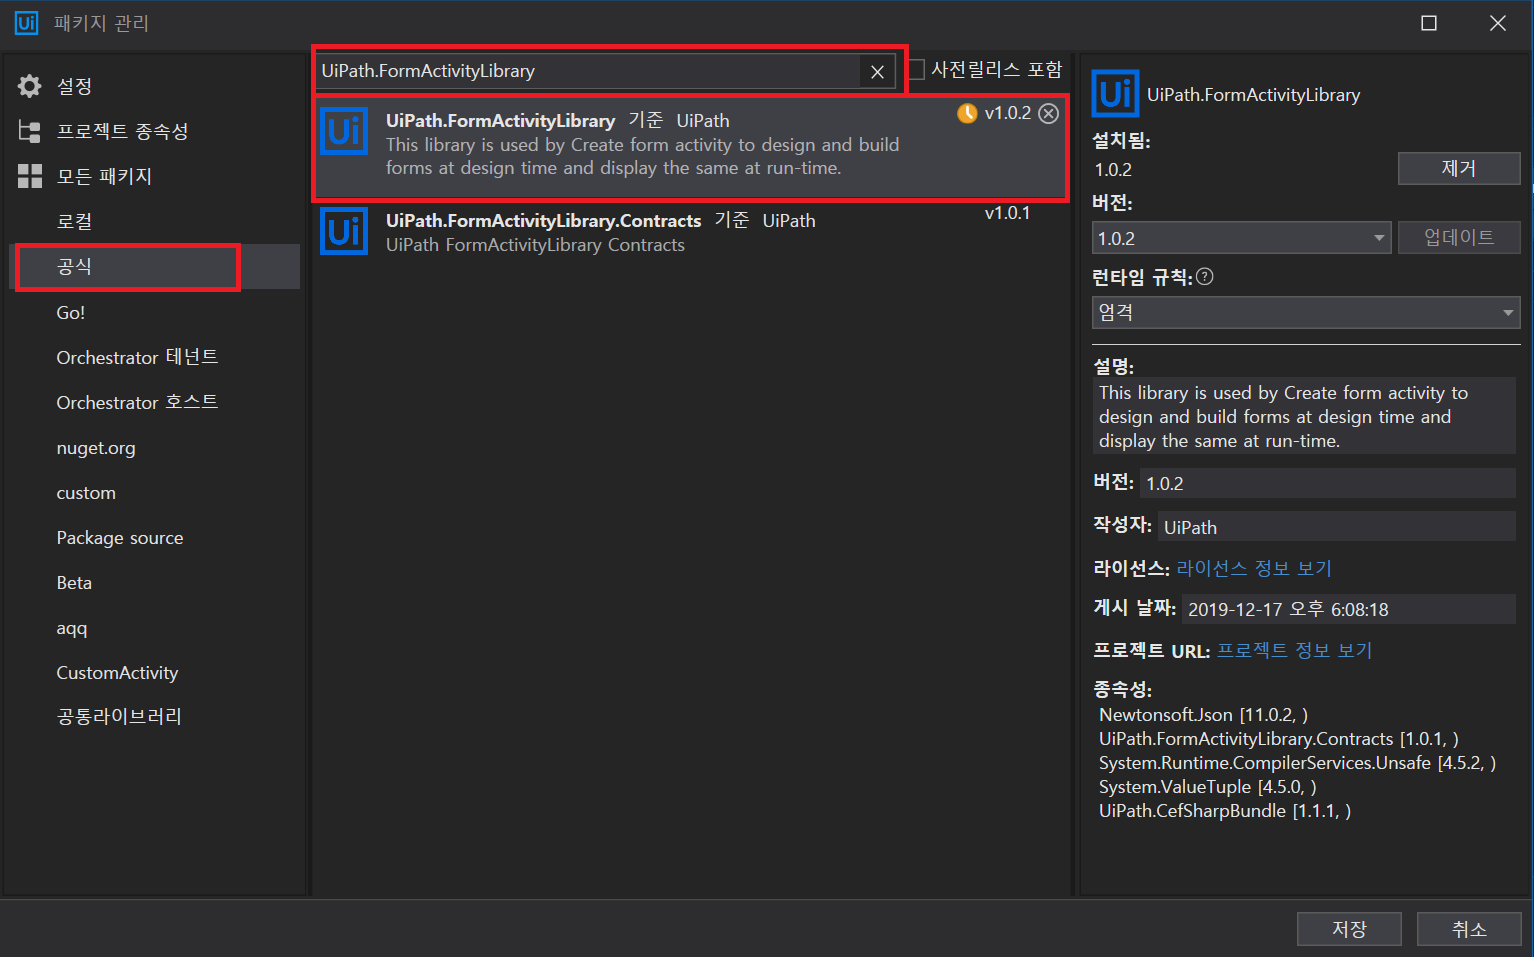 Ui 패키지 관리
설정
프로젝트 종속성
모든 패키지
로컬
공식
Go!
Orchestrator 테넌트
Orchestrator 호스트
nuget.org
custom
Package source
Beta
aqq
CustomActivity
공통라이브러리
UiPath.FormActivityLibrary
사전릴리스 포함
Ui
UiPath.FormActivityLibrary 기준 UiPath
v1.0.2
This library is used by Create form activity to design and build
forms at design time and display the same at run-time.
Ui
UiPath.FormActivityLibrary.Contracts 기준 UiPath
v1.0.1
UiPath FormActivityLibrary Contracts
Ui UiPath.FormActivityLibrary
설치됨:
1.0.2
제거
버전:
1.0.2
업데이트
런타임 규칙:?
엄격
설명:
This library is used by Create form activity to
design and build forms at design time and
display the same at run-time.
버전: 1.0.2
작성자: UiPath
라이선스: 라이선스 정보 보기
게시 날짜: 2019-12-17 오후 6:08:18
프로젝트 URL: 프로젝트 정보 보기
종속성:
Newtonsoft.Json [11.0.2, )
UiPath.FormActivityLibrary.Contracts [1.0.1, )
System.Runtime.CompilerServices.Unsafe [4.5.2, )
System.ValueTuple [4.5.0, )
UiPath.CefSharpBundle [1.1.1, )
저장
취소